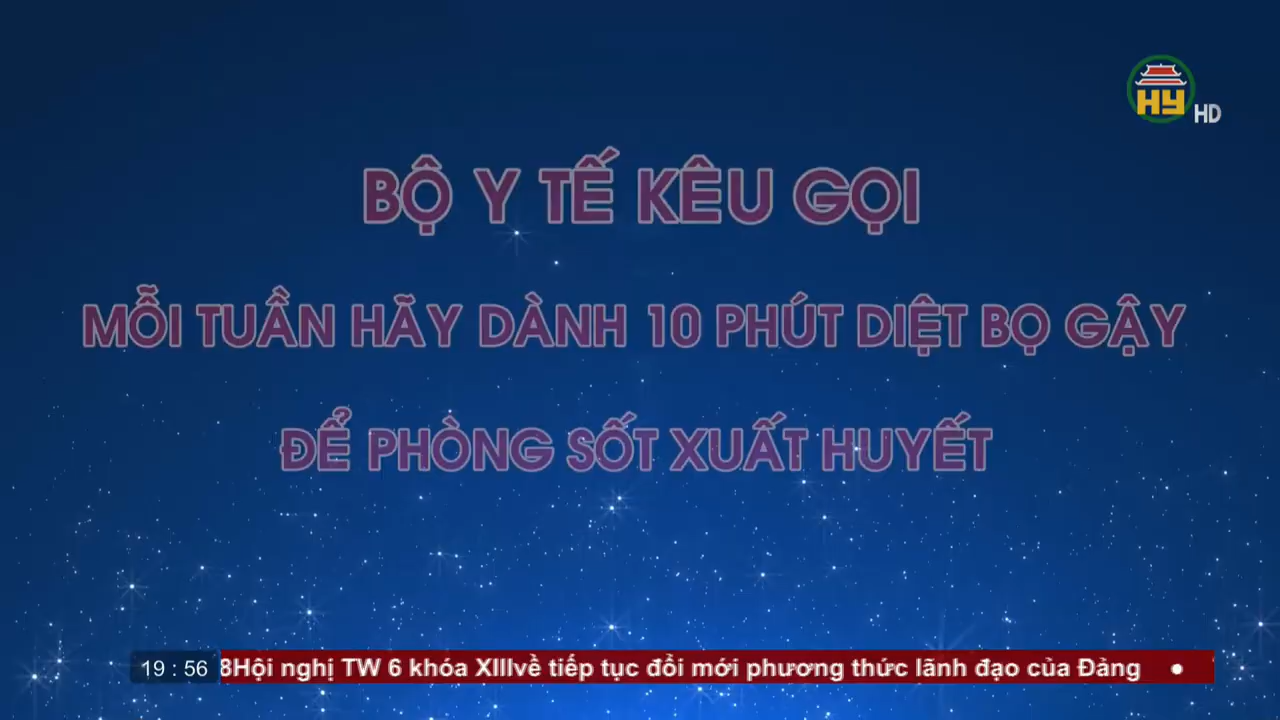 HY HD
BỘ Y TẾ KÊU GỌI
MỖI TUẦN HÃY DÀNH 10 PHÚT DIỆT BỌ GẬY
ĐỂ PHÒNG SỐT XUẤT HUYẾT
19 : 56 8Hội nghị TW 6 khóa XIIIvề tiếp tục đổi mới phương thức lãnh đạo của Đảng •